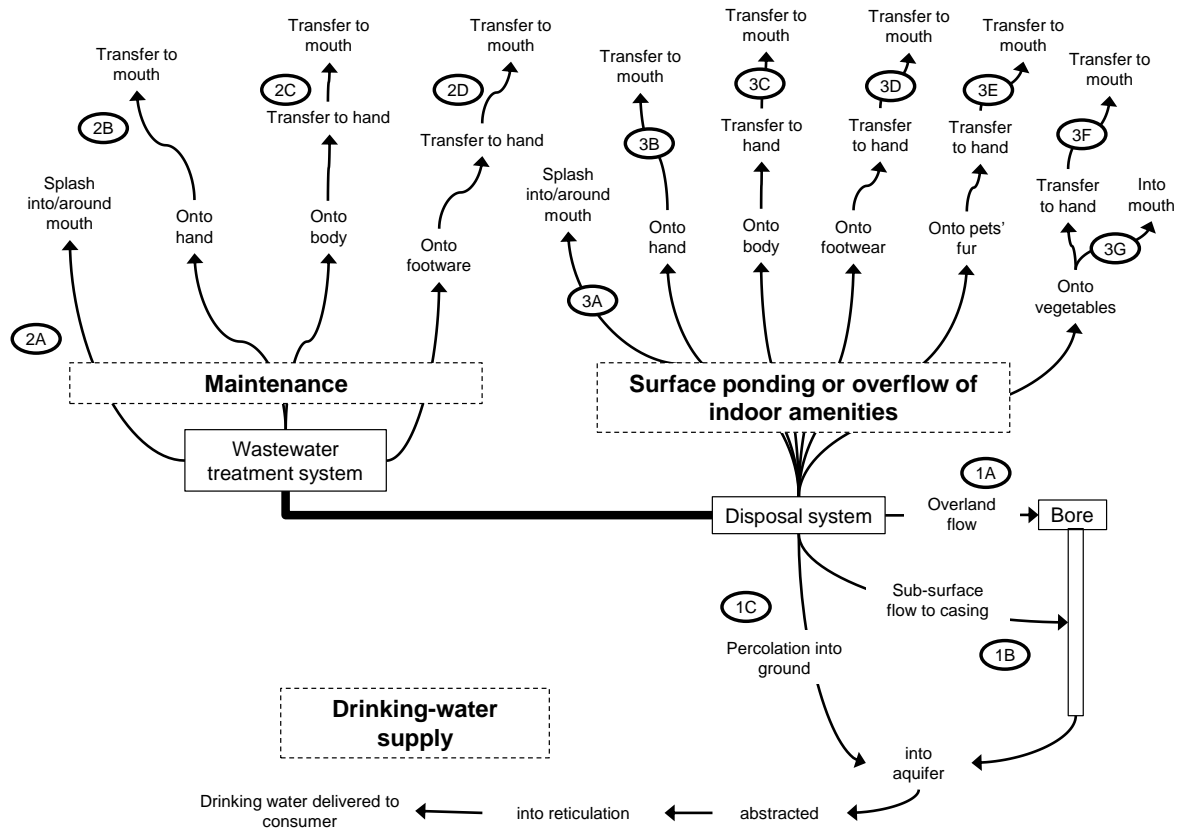 Transfer to
mouth
2B
Transfer to
mouth
2C
Transfer to hand
Transfer to
mouth
2D
Transfer to hand
Splash
into/around
mouth
Onto
hand
Onto
body
Onto
footware
2A
Maintenance
Wastewater
treatment system
Transfer to
mouth
3B
Transfer to
mouth
3C
Transfer to
hand
Transfer to
mouth
3D
Transfer
to hand
Transfer to
mouth
3E
Transfer
to hand
Transfer to
mouth
3F
Transfer
to hand
Into
mouth
3G
Splash
into/around
mouth
Onto
hand
Onto
body
Onto
footwear
Onto pets’
fur
Onto
vegetables
3A
Surface ponding or overflow of
indoor amenities
Disposal system
1A
Overland
flow
Bore
Sub-surface
flow to casing
1B
1C
Percolation into
ground
Drinking-water
supply
into
aquifer
abstracted
into reticulation
Drinking water delivered to
consumer